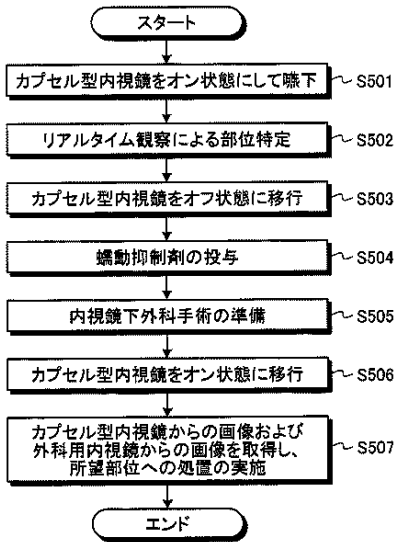 スタート
カプセル型内視鏡をオン状態にして嚥下
S501
リアルタイム観察による部位特定
S502
カプセル型内視鏡をオフ状態に移行
S503
蠕動抑制剤の投与
S504
内視鏡下外科手術の準備
S505
カプセル型内視鏡をオン状態に移行
S506
カプセル型内視鏡からの画像および
外科用内視鏡からの画像を取得し、
所望部位への処置の実施
S507
エンド